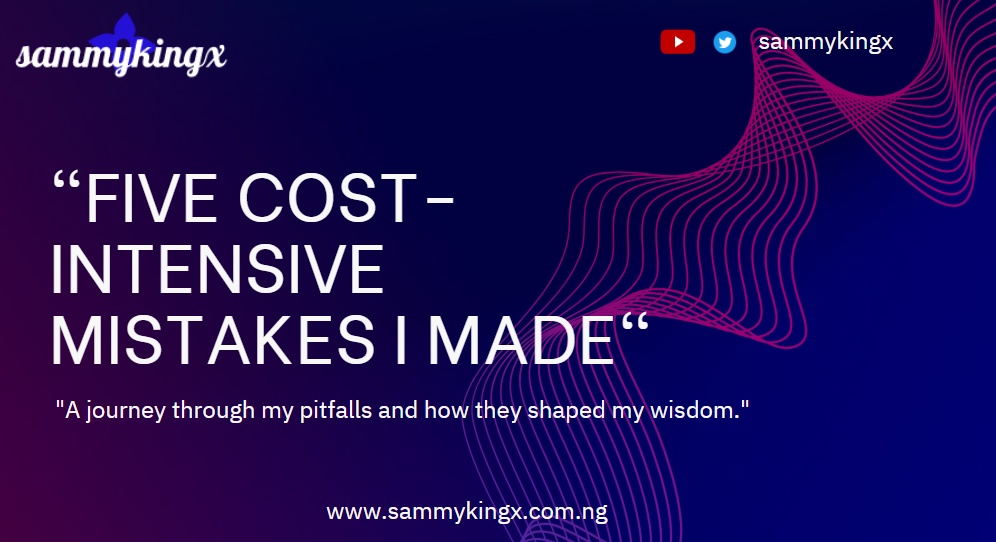 sammykingx
sammykingx
“FIVE COST-
INTENSIVE
MISTAKES I MADE“
"A journey through my pitfalls and how they shaped my wisdom."
www.sammykingx.com.ng